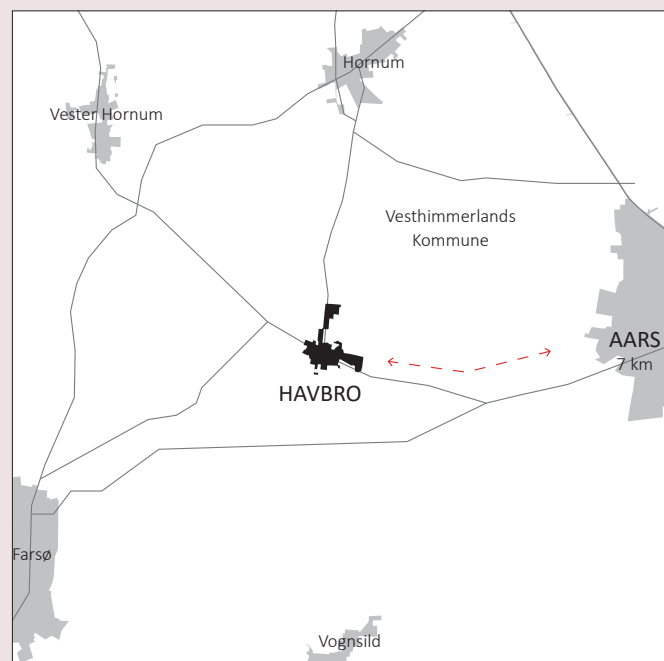 Hornum
Vester Hornum
Vesthimmerlands
Kommune
AARS
7 km
HAVBRO
Farsø
Vognsild